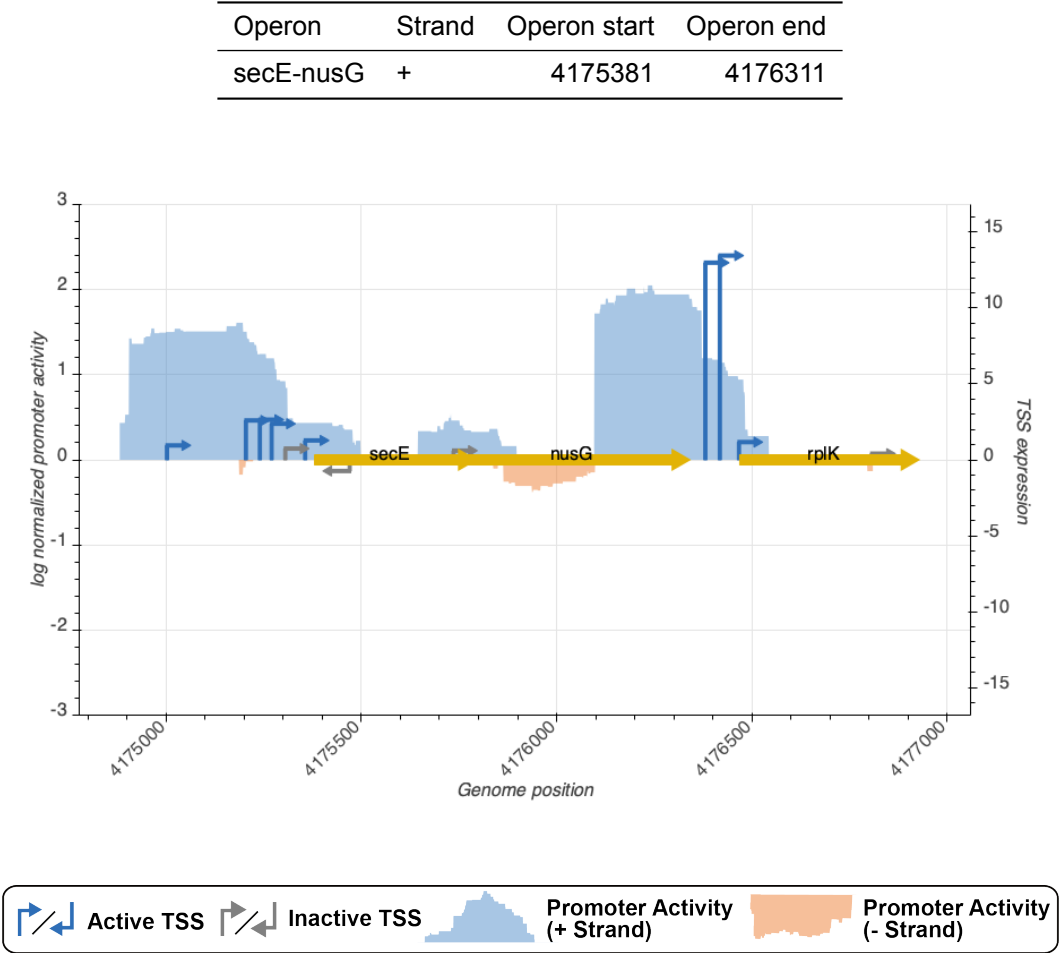 Operon Strand Operon start Operon end
secE-nusG + 4175381 4176311
3
2
1
0
-1
-2
-3
log normalized promoter activity
15
10
5
0
-5
-10
-15
TSS expression
secE nusG rplK
4175000 4175500 4176000 4176500 4177000
Genome position
Active TSS
Inactive TSS
Promoter Activity
(+ Strand)
Promoter Activity
(- Strand)